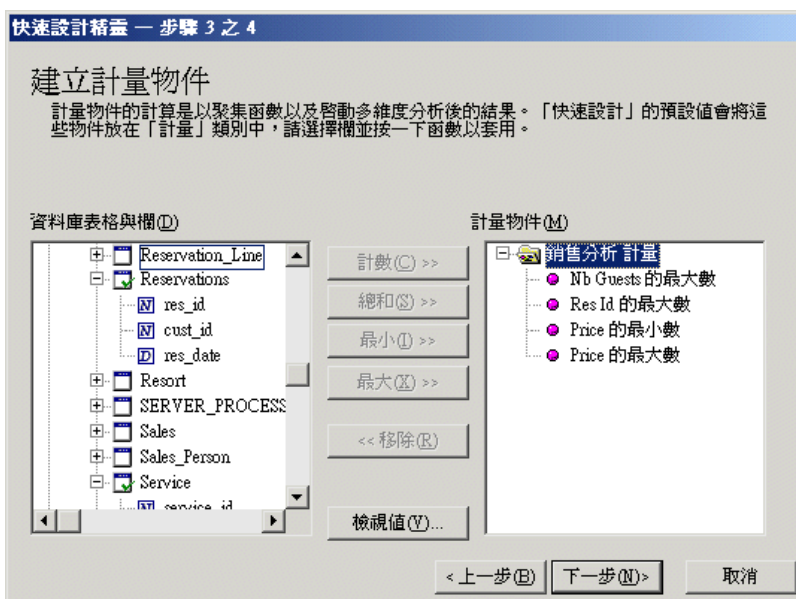 快速設計精靈 — 步驟 3 之 4
建立計量物件
計量物件的計算是以聚集函數以及啓動多維度分析後的結果。「快速設計」的預設值會將這
些物件放在「計量」類別中，請選擇欄並按一下函數以套用。
資料庫表格與欄(D)
Reservation_Line
Reservations
N res_id
N cust_id
D res_date
Resort
SERVER_PROCESS
Sales
Sales_Person
Service
N service_id
計數(C) >>
總和(S) >>
最小(I) >>
最大(X) >>
<< 移除(R)
檢視值(V)...
計量物件(M)
銷售分析 計量
Nb Guests 的最大數
Res Id 的最大數
Price 的最小數
Price 的最大數
<上一步(B)
下一步(N)>
取消